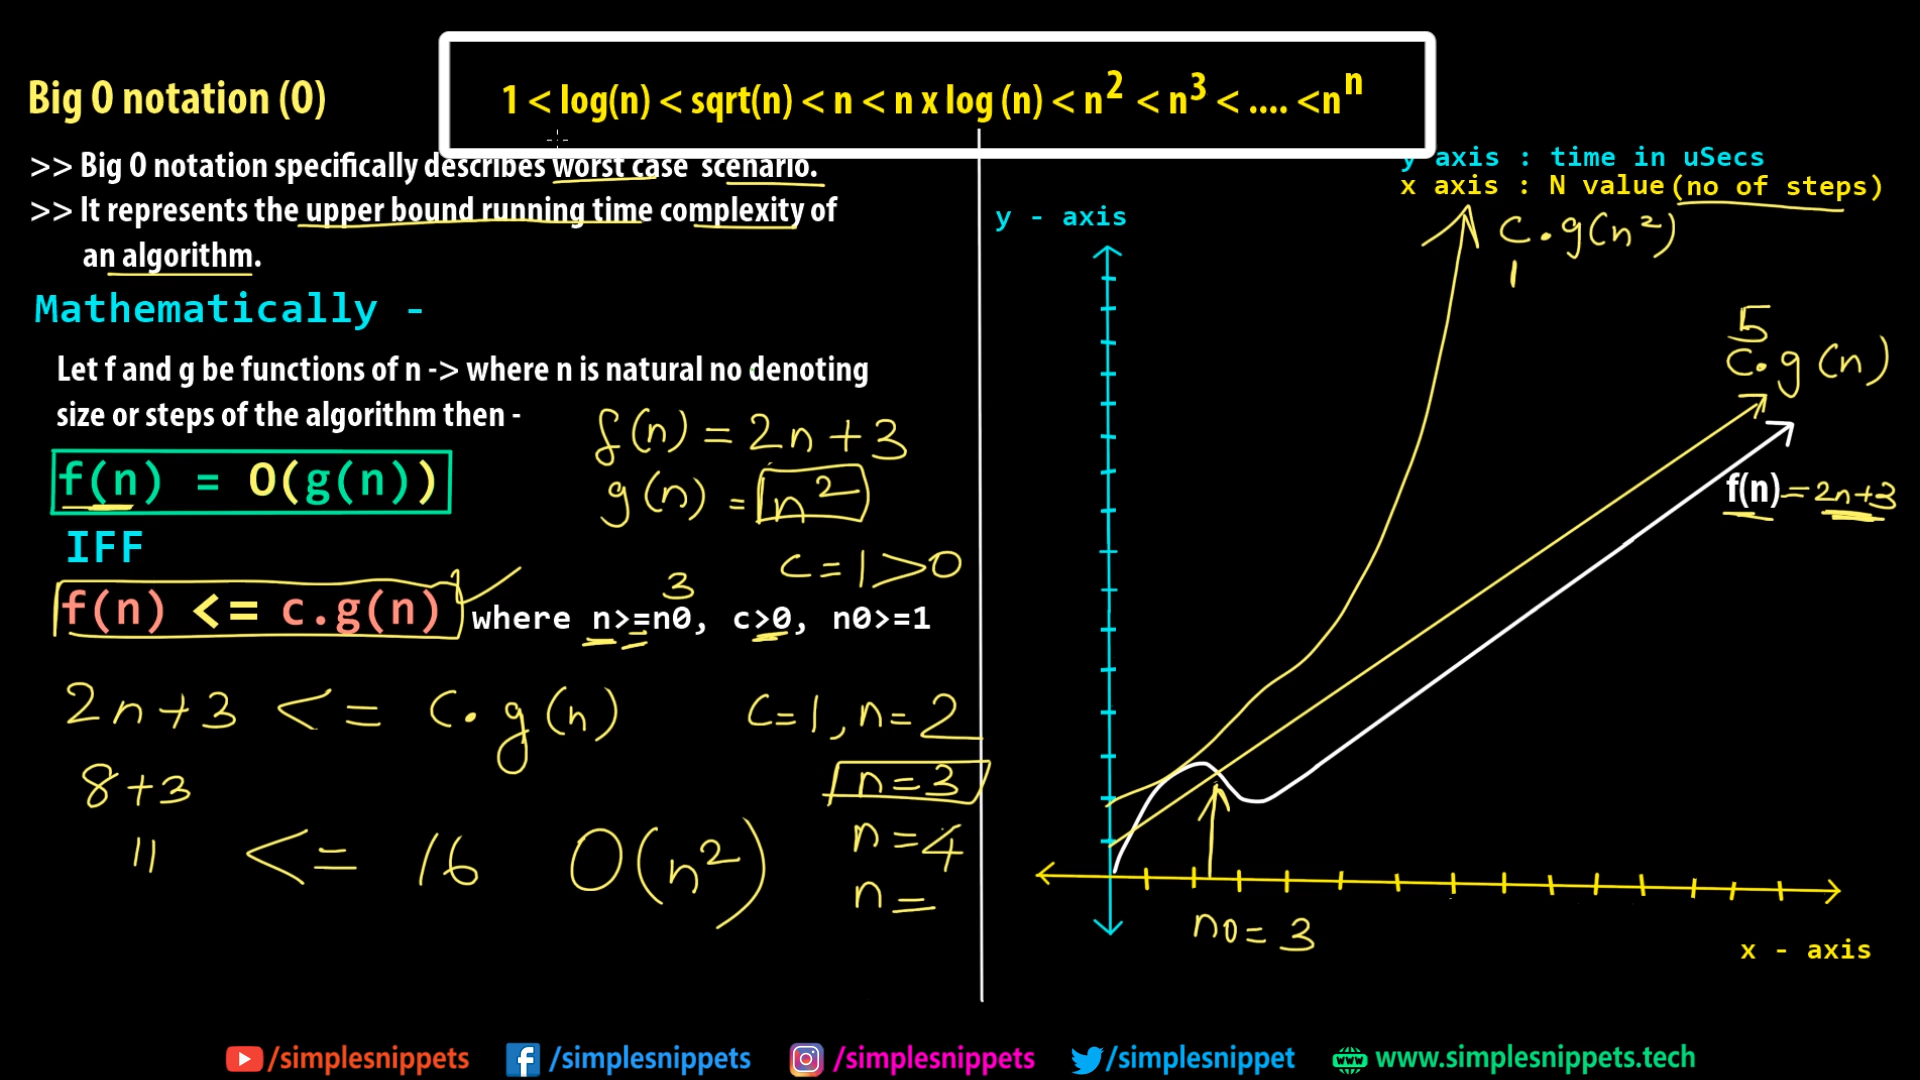 1 < log(n) < sqrt(n) < n < n x log (n) < n² < n³ < .... <nⁿ
Big O notation (O)
>> Big O notation specifically describes worst case scenario.
>> It represents the upper bound running time complexity of
an algorithm.
Mathematically -
Let f and g be functions of n -> where n is natural no denoting
size or steps of the algorithm then -
f(n) = 2n+3
f(n) = O(g(n))
g(n) = n²
IFF
c=1>0
3
f(n) <= c.g(n) where n>=n0, c>0, n0>=1
2n+3 <= c.g(n) c=1, n=2
8+3 n=3
11 <= 16 O(n²) n=4
n=
y axis : time in uSecs
x axis : N value(no of steps)
y - axis
c.g(n²)
1
5
c.g(n)
f(n)=2n+3
n0=3
x - axis
/simplesnippets /simplesnippets /simplesnippets /simplesnippet www.simplesnippets.tech